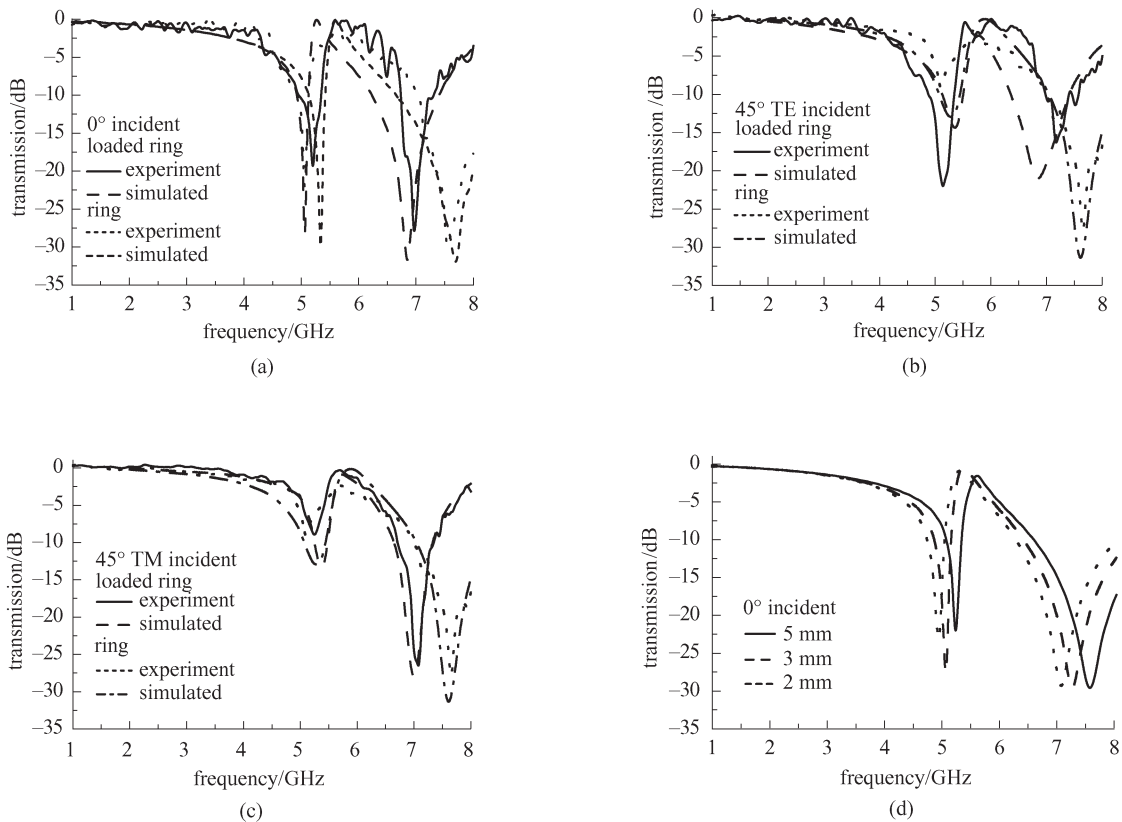 0
−5
−10
−15
−20
−25
−30
−35
transmission/dB
0° incident
loaded ring
experiment
simulated
ring
experiment
simulated
1 2 3 4 5 6 7 8
frequency/GHz
(a)
0
−5
−10
−15
−20
−25
−30
−35
transmission /dB
45° TE incident
loaded ring
experiment
simulated
ring
experiment
simulated
1 2 3 4 5 6 7 8
frequency/GHz
(b)
0
−5
−10
−15
−20
−25
−30
−35
transmission/dB
45° TM incident
loaded ring
experiment
simulated
ring
experiment
simulated
1 2 3 4 5 6 7 8
frequency/GHz
(c)
0
−5
−10
−15
−20
−25
−30
−35
transmission/dB
0° incident
5 mm
3 mm
2 mm
1 2 3 4 5 6 7 8
frequency/GHz
(d)